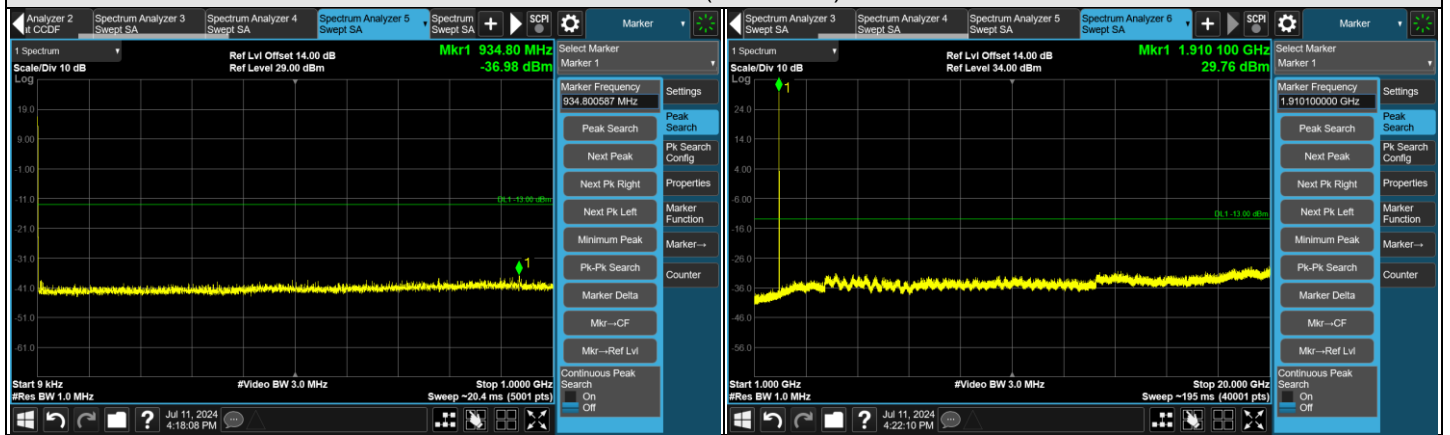 Analyzer 2
it CCDF
Spectrum Analyzer 3
Swept SA
Spectrum Analyzer 4
Swept SA
Spectrum Analyzer 5
Swept SA
Spectrum
Swept SA
SCPI
Marker
1 Spectrum
Scale/Div 10 dB
Log
Ref Lvl Offset 14.00 dB
Ref Level 29.00 dBm
Mkr1 934.80 MHz
-36.98 dBm
19.0
9.00
-1.00
-11.0
-21.0
-31.0
-41.0
-51.0
-61.0
DL1 -13.00 dBm
1
Start 9 kHz
#Res BW 1.0 MHz
#Video BW 3.0 MHz
Stop 1.0000 GHz
Sweep ~20.4 ms (5001 pts)
Select Marker
Marker 1
Marker Frequency
934.800587 MHz
Peak Search
Next Peak
Next Pk Right
Next Pk Left
Minimum Peak
Pk-Pk Search
Marker Delta
Mkr→CF
Mkr→Ref Lvl
Continuous Peak
Search
On
Off
Settings
Peak
Search
Pk Search
Config
Properties
Marker
Function
Marker→
Counter
?
Jul 11, 2024
4:18:08 PM
Spectrum Analyzer 3
Swept SA
Spectrum Analyzer 4
Swept SA
Spectrum Analyzer 5
Swept SA
Spectrum Analyzer 6
Swept SA
SCPI
Marker
1 Spectrum
Scale/Div 10 dB
Log
Ref Lvl Offset 14.00 dB
Ref Level 34.00 dBm
Mkr1 1.910 100 GHz
29.76 dBm
1
24.0
14.0
4.00
-6.00
-16.0
-26.0
-36.0
-46.0
-56.0
DL1 -13.00 dBm
Start 1.000 GHz
#Res BW 1.0 MHz
#Video BW 3.0 MHz
Stop 20.000 GHz
Sweep ~195 ms (40001 pts)
Select Marker
Marker 1
Marker Frequency
1.910100000 GHz
Peak Search
Next Peak
Next Pk Right
Next Pk Left
Minimum Peak
Pk-Pk Search
Marker Delta
Mkr→CF
Mkr→Ref Lvl
Continuous Peak
Search
On
Off
Settings
Peak
Search
Pk Search
Config
Properties
Marker
Function
Marker→
Counter
?
Jul 11, 2024
4:22:10 PM